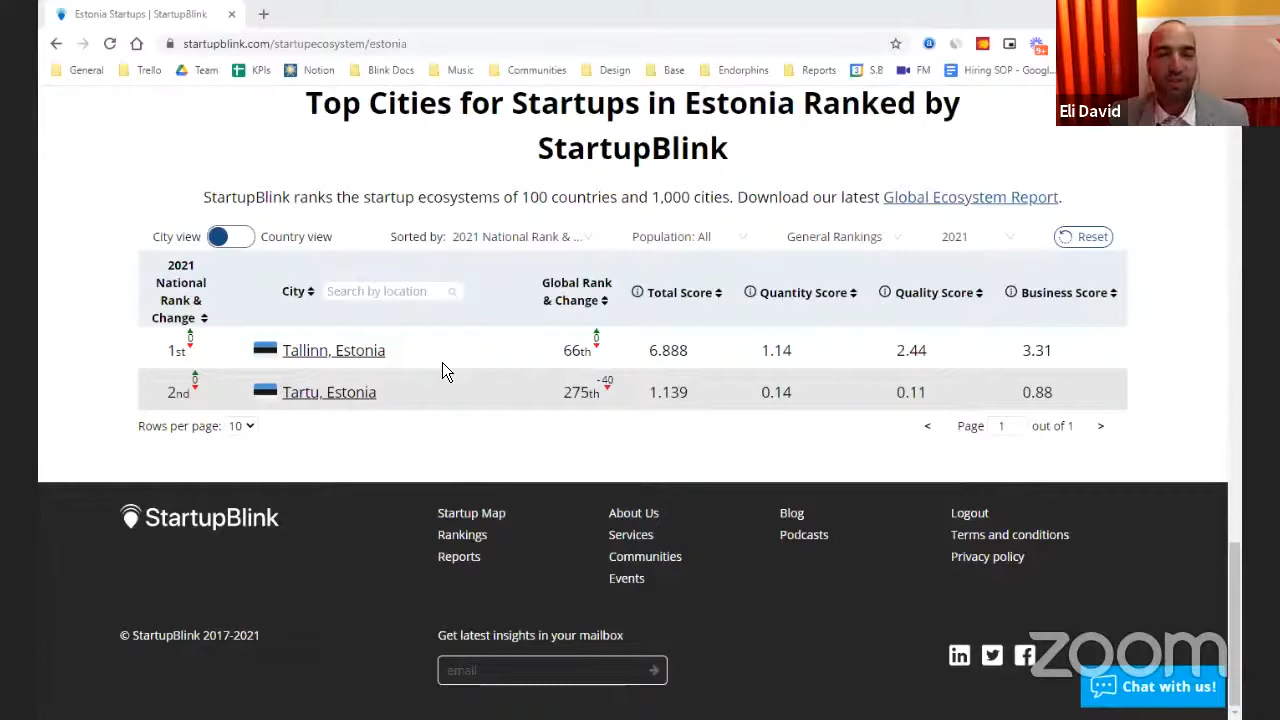 Estonia Startups | StartupBlink
startupblink.com/startupecosystem/estonia
9+
General Trello Team KPIs Notion Blink Docs Music Communities Design Base Endorphins Reports 3 S.B FM Hiring SOP - Googl...
Eli David
Top Cities for Startups in Estonia Ranked by
StartupBlink
StartupBlink ranks the startup ecosystems of 100 countries and 1,000 cities. Download our latest Global Ecosystem Report.
City view Country view Sorted by: 2021 National Rank & ... Population: All General Rankings 2021 Reset
2021
National
Rank &
Change
City Search by location
Global Rank
& Change
Total Score Quantity Score Quality Score Business Score
1st 0 Tallinn, Estonia 66th 0 6.888 1.14 2.44 3.31
2nd 0 Tartu, Estonia 275th -40 1.139 0.14 0.11 0.88
Rows per page: 10 < Page 1 out of 1 >
StartupBlink
Startup Map
Rankings
Reports
About Us
Services
Communities
Events
Blog
Podcasts
Logout
Terms and conditions
Privacy policy
© StartupBlink 2017-2021
Get latest insights in your mailbox
email
zoom
Chat with us!